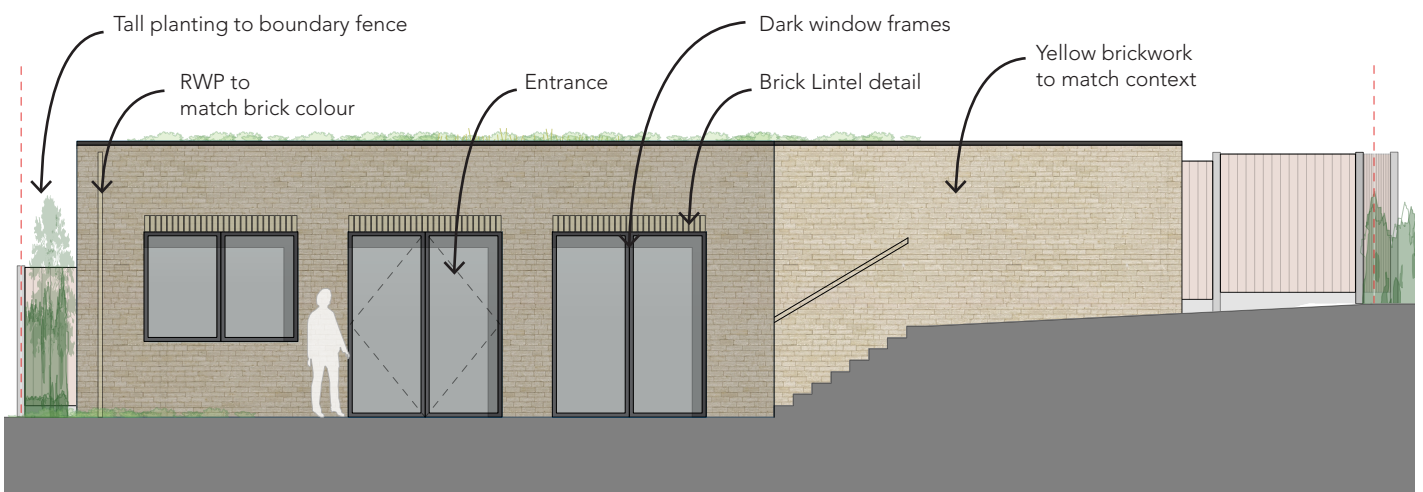 Tall planting to boundary fence
RWP to
match brick colour
Entrance
Dark window frames
Brick Lintel detail
Yellow brickwork
to match context